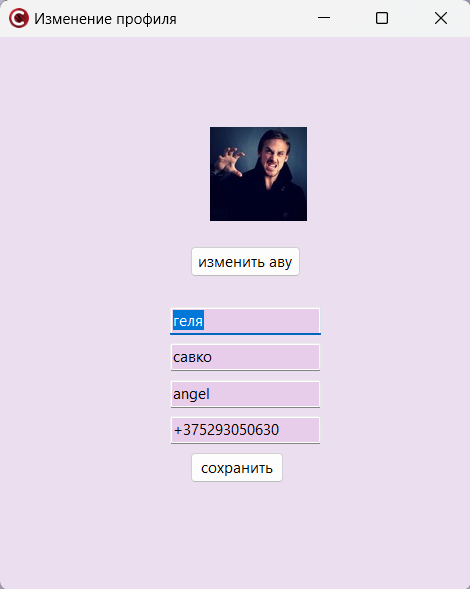 Изменение профиля
изменить аву
геля
савко
angel
+375293050630
сохранить